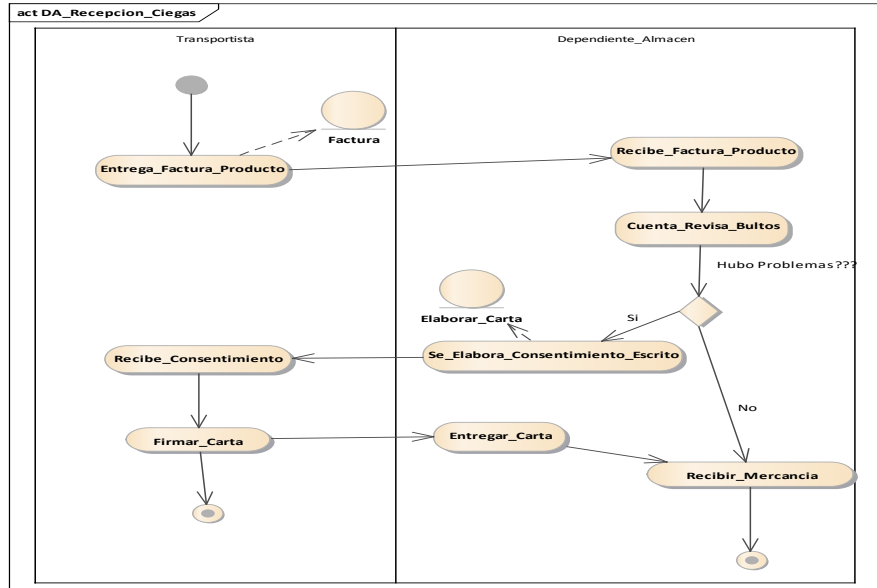 act DA_Recepcion_Ciegas
Transportista
Dependiente_Almacen
Factura
Entrega_Factura_Producto
Recibe_Factura_Producto
Cuenta_Revisa_Bultos
Hubo Problemas???
Elaborar_Carta
Si
Recibe_Consentimiento
Se_Elabora_Consentimiento_Escrito
No
Firmar_Carta
Entregar_Carta
Recibir_Mercancia